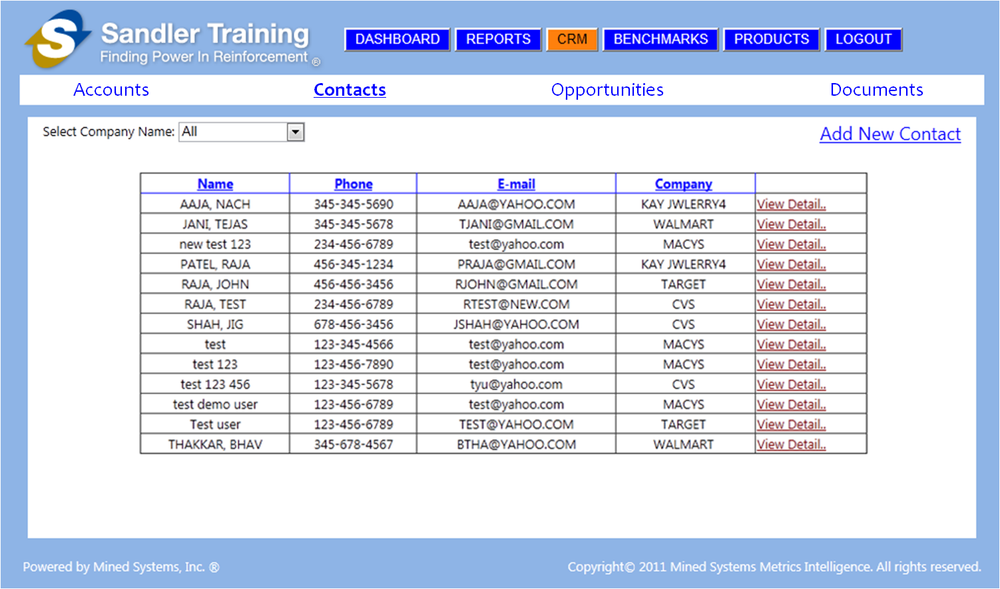 S Sandler Training
Finding Power In Reinforcement ®
DASHBOARD REPORTS CRM BENCHMARKS PRODUCTS LOGOUT
Accounts Contacts Opportunities Documents
Select Company Name: All Add New Contact
Name Phone E-mail Company
AAJA, NACH 345-345-5690 AAJA@YAHOO.COM KAY JWLERRY4 View Detail..
JANI, TEJAS 345-345-5678 TJANI@GMAIL.COM WALMART View Detail..
new test 123 234-456-6789 test@yahoo.com MACYS View Detail..
PATEL, RAJA 456-345-1234 PRAJA@GMAIL.COM KAY JWLERRY4 View Detail..
RAJA, JOHN 456-456-3456 RJOHN@GMAIL.COM TARGET View Detail..
RAJA, TEST 234-456-6789 RTEST@NEW.COM CVS View Detail..
SHAH, JIG 678-456-3456 JSHAH@YAHOO.COM CVS View Detail..
test 123-345-4566 test@yahoo.com MACYS View Detail..
test 123 123-456-7890 test@yahoo.com MACYS View Detail..
test 123 456 123-345-5678 tyu@yahoo.com CVS View Detail..
test demo user 123-456-6789 test@yahoo.com MACYS View Detail..
Test user 123-456-6789 TEST@YAHOO.COM TARGET View Detail..
THAKKAR, BHAV 345-678-4567 BTHA@YAHOO.COM WALMART View Detail..
Powered by Mined Systems, Inc. ® Copyright© 2011 Mined Systems Metrics Intelligence. All rights reserved.